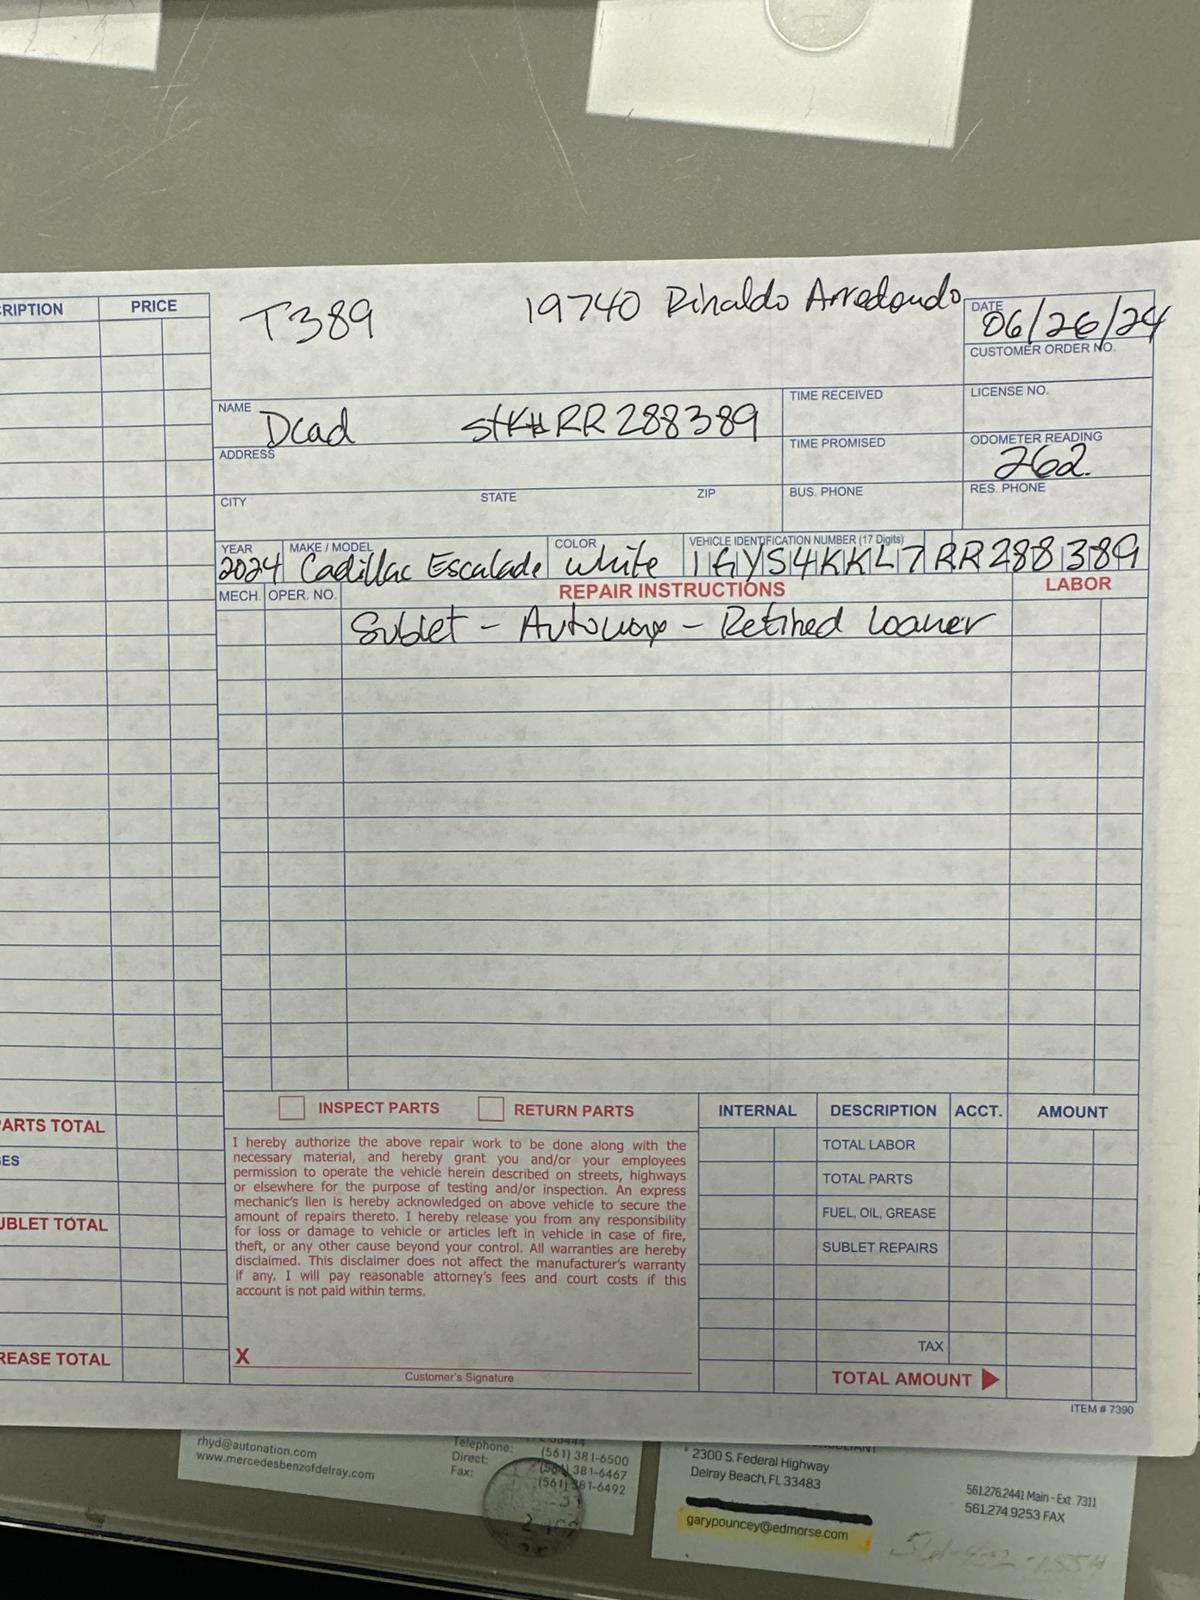 RIPTION PRICE
T389 19740 Rinaldo Arredondo
DATE 06/26/24
CUSTOMER ORDER NO.
NAME Dcad stk# RR288389
TIME RECEIVED
LICENSE NO.
ADDRESS
TIME PROMISED
ODOMETER READING 262
CITY STATE ZIP
BUS. PHONE
RES. PHONE
YEAR 2024 MAKE / MODEL Cadillac Escalade COLOR white VEHICLE IDENTIFICATION NUMBER (17 Digits) 1GYS4KKL7RR288389
MECH. OPER. NO. REPAIR INSTRUCTIONS LABOR
Sublet - Autowax - Retired Loaner
ARTS TOTAL
ES
UBLET TOTAL
REASE TOTAL
INSPECT PARTS RETURN PARTS
I hereby authorize the above repair work to be done along with the
necessary material, and hereby grant you and/or your employees
permission to operate the vehicle herein described on streets, highways
or elsewhere for the purpose of testing and/or inspection. An express
mechanic's lien is hereby acknowledged on above vehicle to secure the
amount of repairs thereto. I hereby release you from any responsibility
for loss or damage to vehicle or articles left in vehicle in case of fire,
theft, or any other cause beyond your control. All warranties are hereby
disclaimed. This disclaimer does not affect the manufacturer's warranty
if any. I will pay reasonable attorney's fees and court costs if this
account is not paid within terms.
X
Customer's Signature
INTERNAL DESCRIPTION ACCT. AMOUNT
TOTAL LABOR
TOTAL PARTS
FUEL, OIL, GREASE
SUBLET REPAIRS
TAX
TOTAL AMOUNT
ITEM # 7390
rhyd@autonation.com
www.mercedesbenzofdelray.com
Telephone: (561) 381-6500
Direct: (561) 381-6467
Fax: (561) 381-6492
2300 S. Federal Highway
Delray Beach, FL 33483
garypouncey@edmorse.com
561.276.2441 Main - Ext. 7311
561.274.9253 FAX